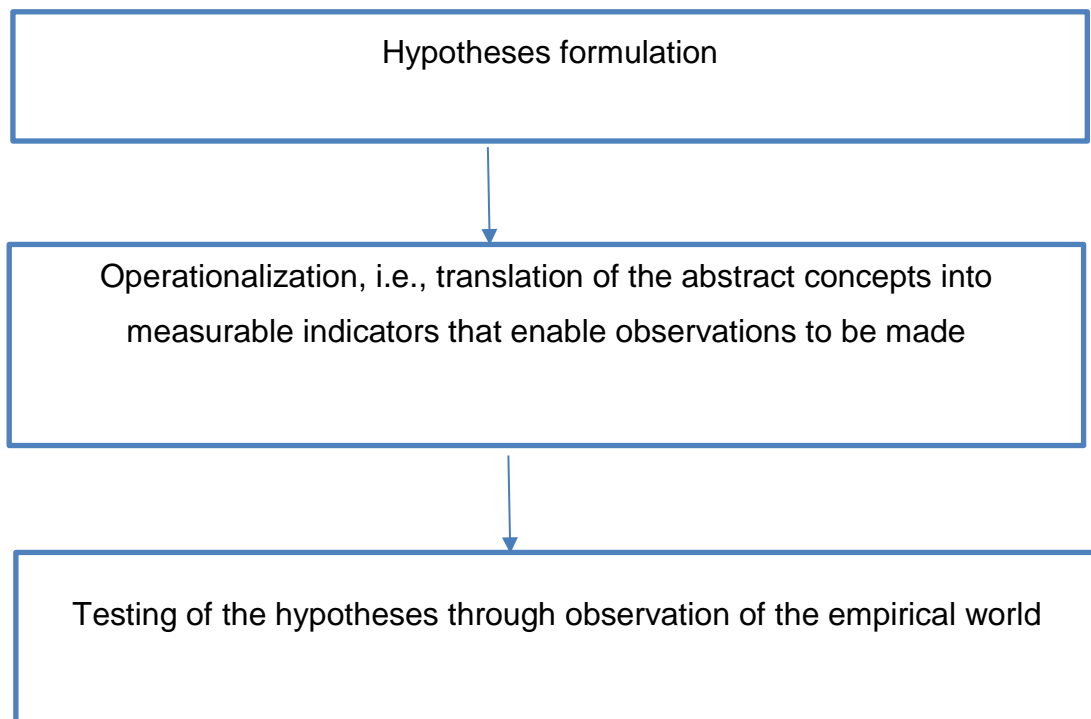 Hypotheses formulation
Operationalization, i.e., translation of the abstract concepts into
measurable indicators that enable observations to be made
Testing of the hypotheses through observation of the empirical world